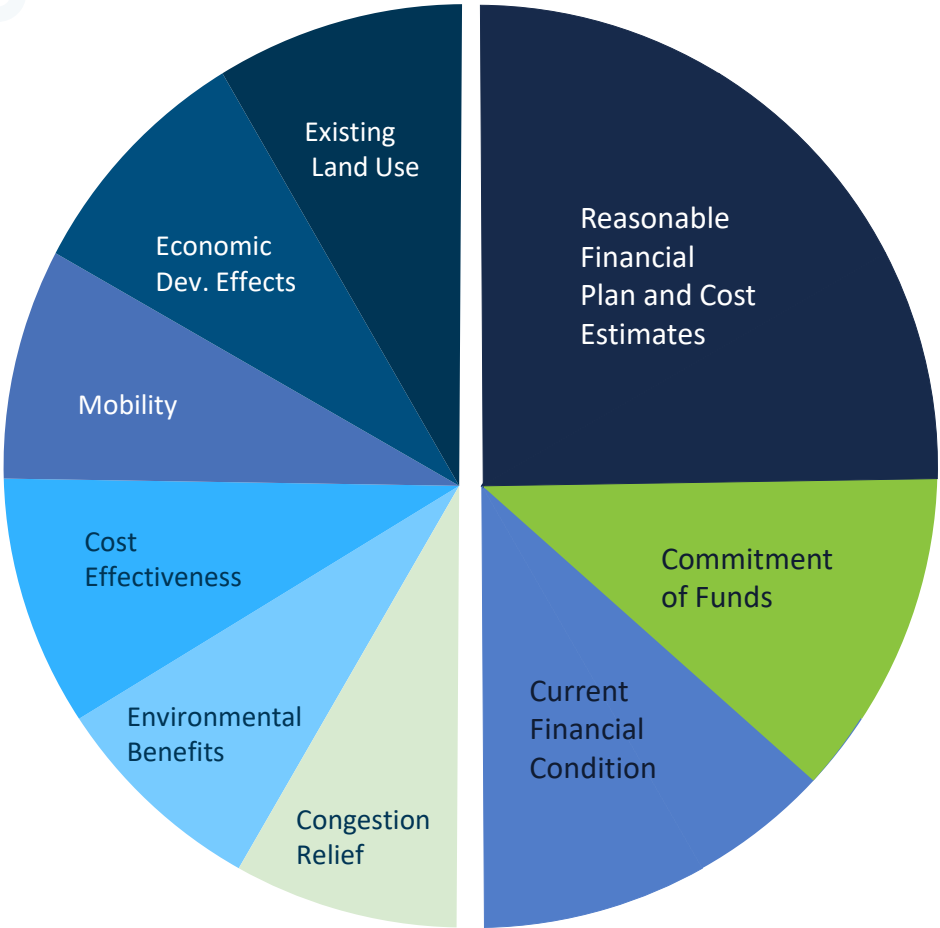 Existing
Land Use
Economic
Dev. Effects
Mobility
Cost
Effectiveness
Environmental
Benefits
Congestion
Relief
Reasonable
Financial
Plan and Cost
Estimates
Commitment
of Funds
Current
Financial
Condition